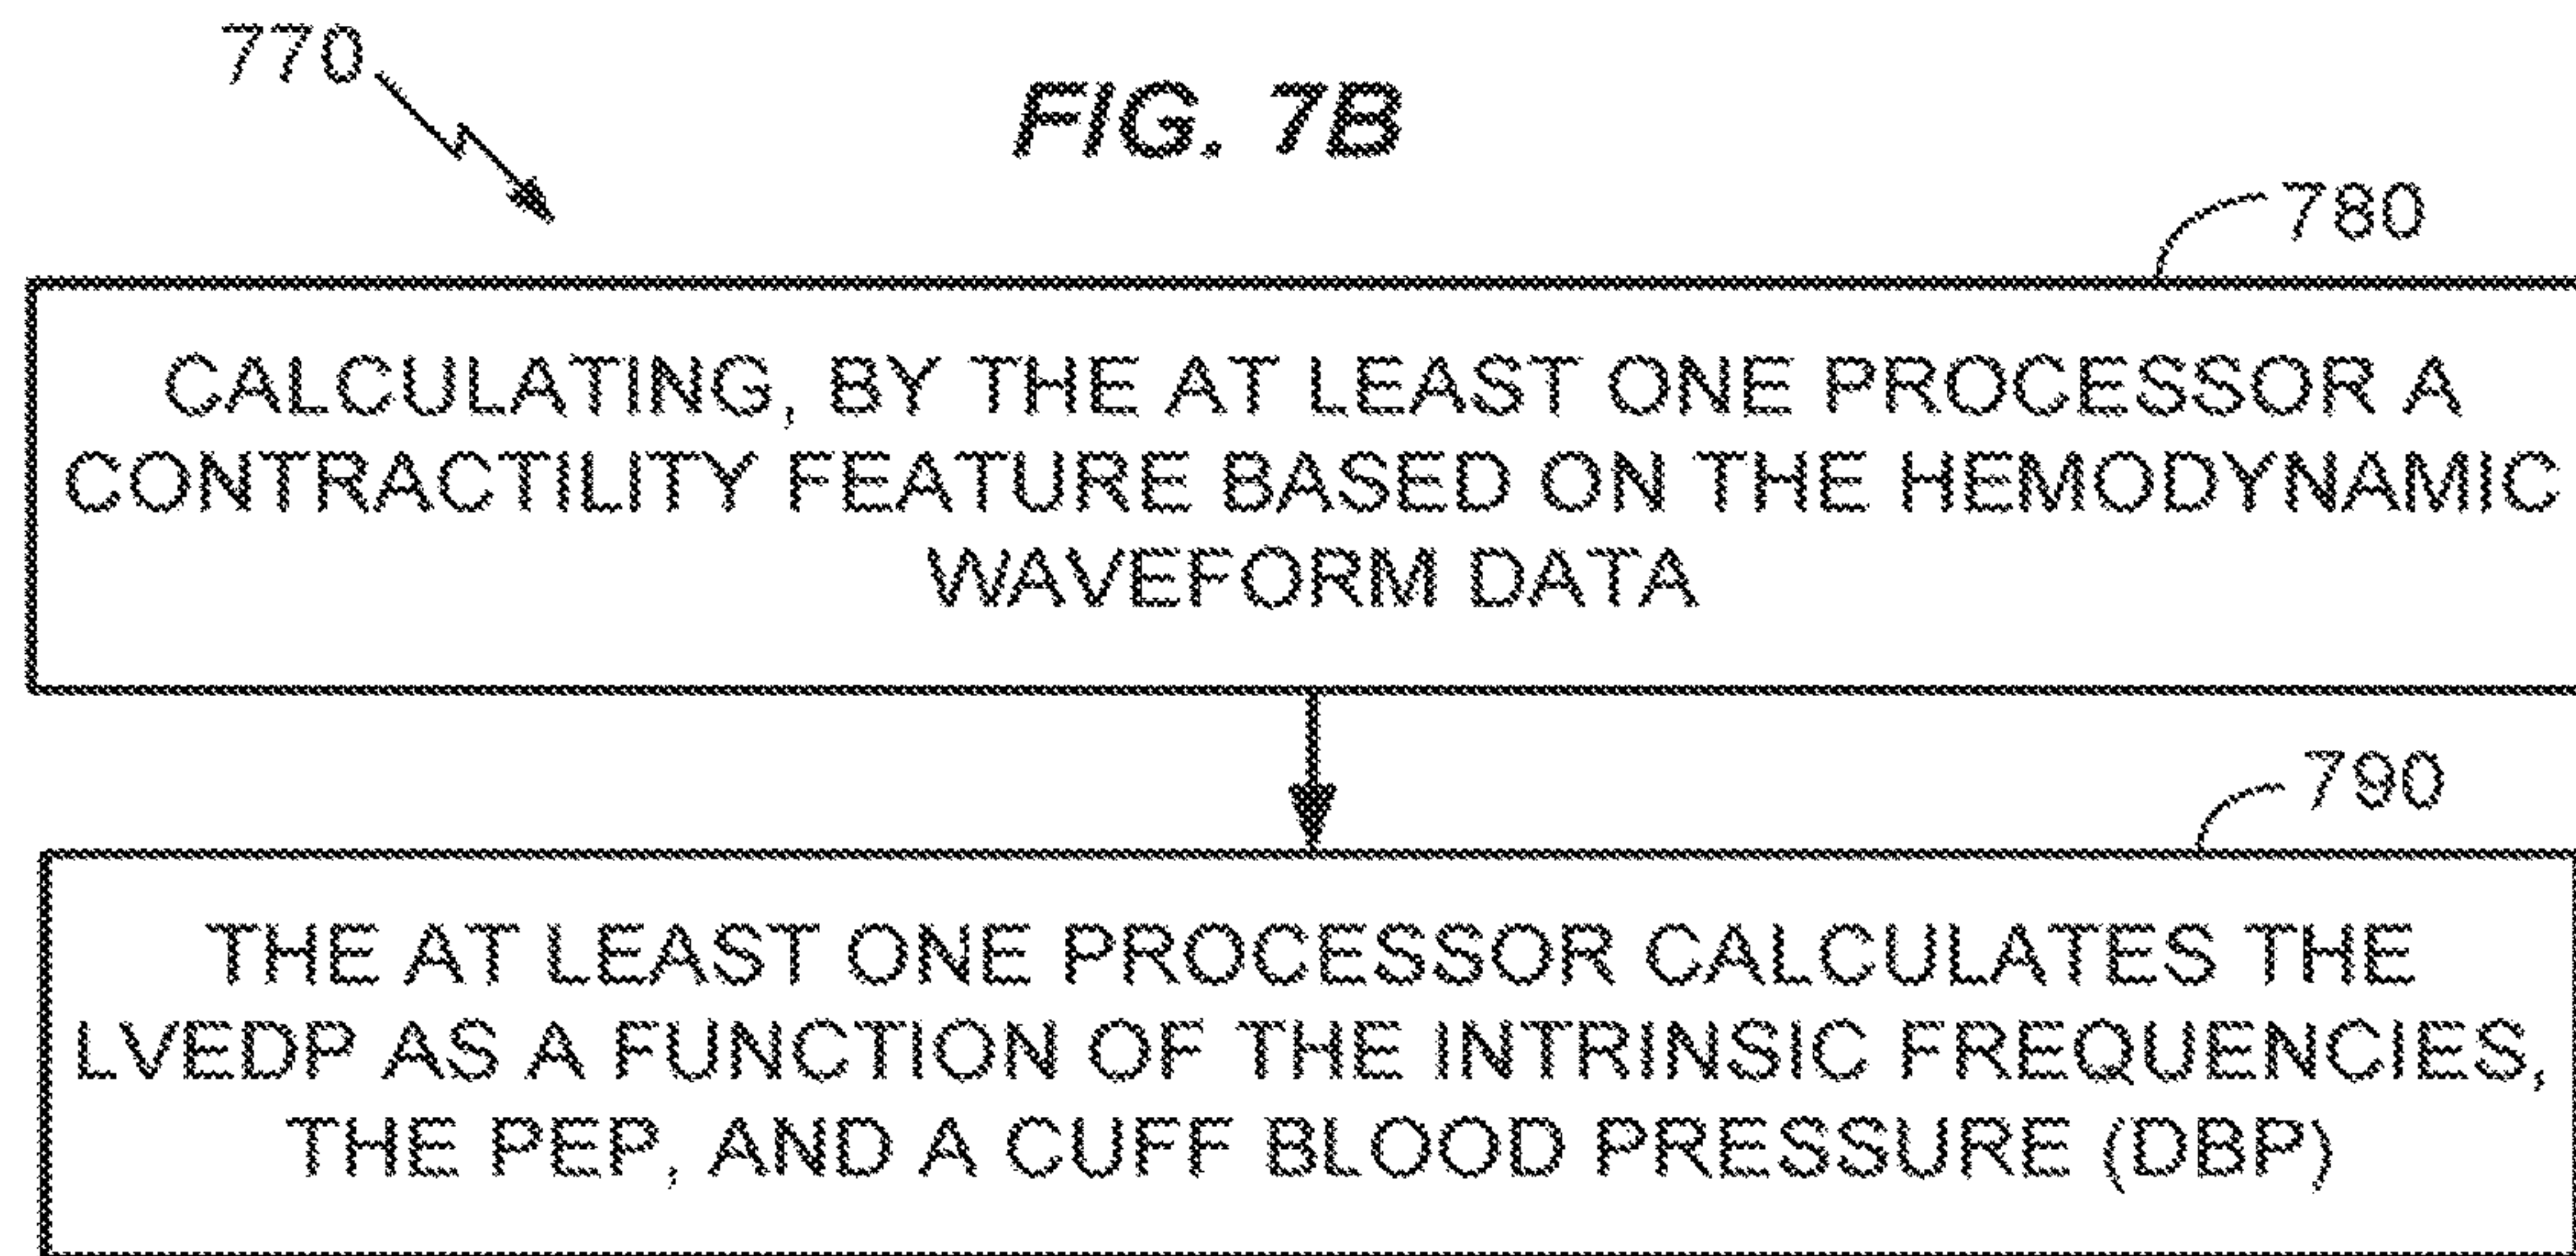 770
FIG. 7B
780
CALCULATING, BY THE AT LEAST ONE PROCESSOR A
CONTRACTILITY FEATURE BASED ON THE HEMODYNAMIC
WAVEFORM DATA
790
THE AT LEAST ONE PROCESSOR CALCULATES THE
LVEDP AS A FUNCTION OF THE INTRINSIC FREQUENCIES,
THE PEP, AND A CUFF BLOOD PRESSURE (DBP)